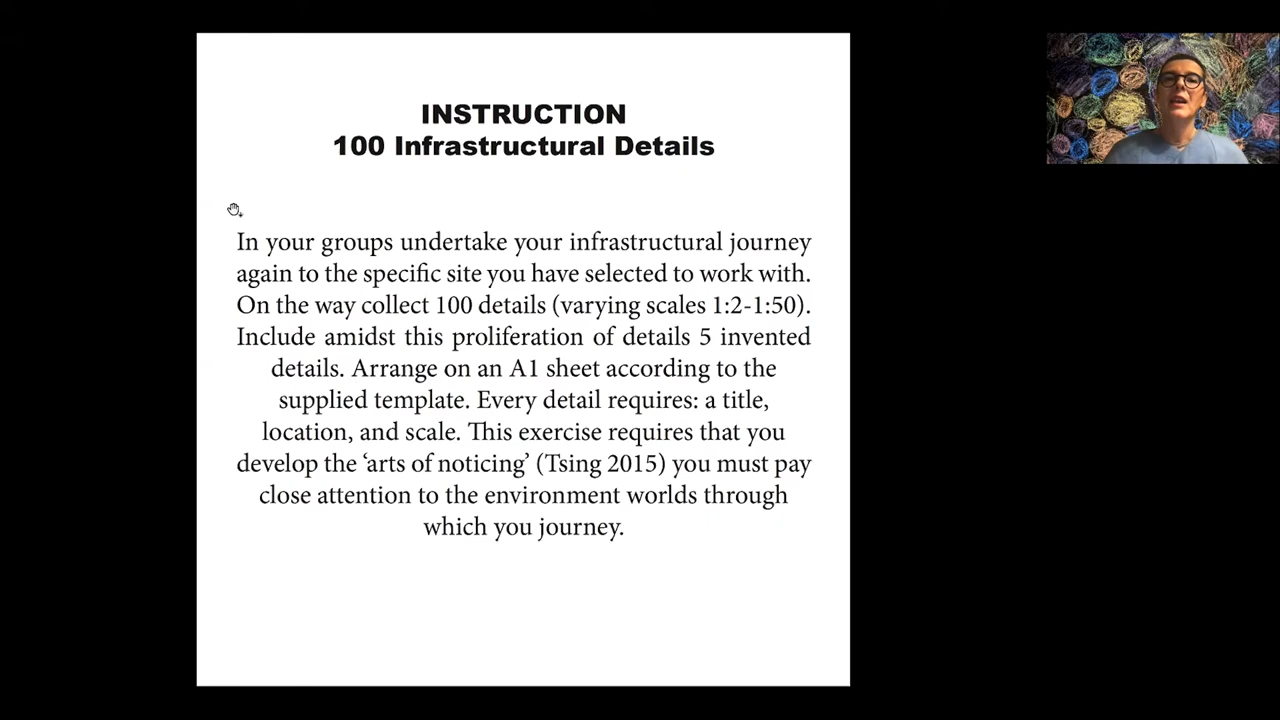 INSTRUCTION
100 Infrastructural Details
In your groups undertake your infrastructural journey
again to the specific site you have selected to work with.
On the way collect 100 details (varying scales 1:2-1:50).
Include amidst this proliferation of details 5 invented
details. Arrange on an A1 sheet according to the
supplied template. Every detail requires: a title,
location, and scale. This exercise requires that you
develop the ‘arts of noticing’ (Tsing 2015) you must pay
close attention to the environment worlds through
which you journey.